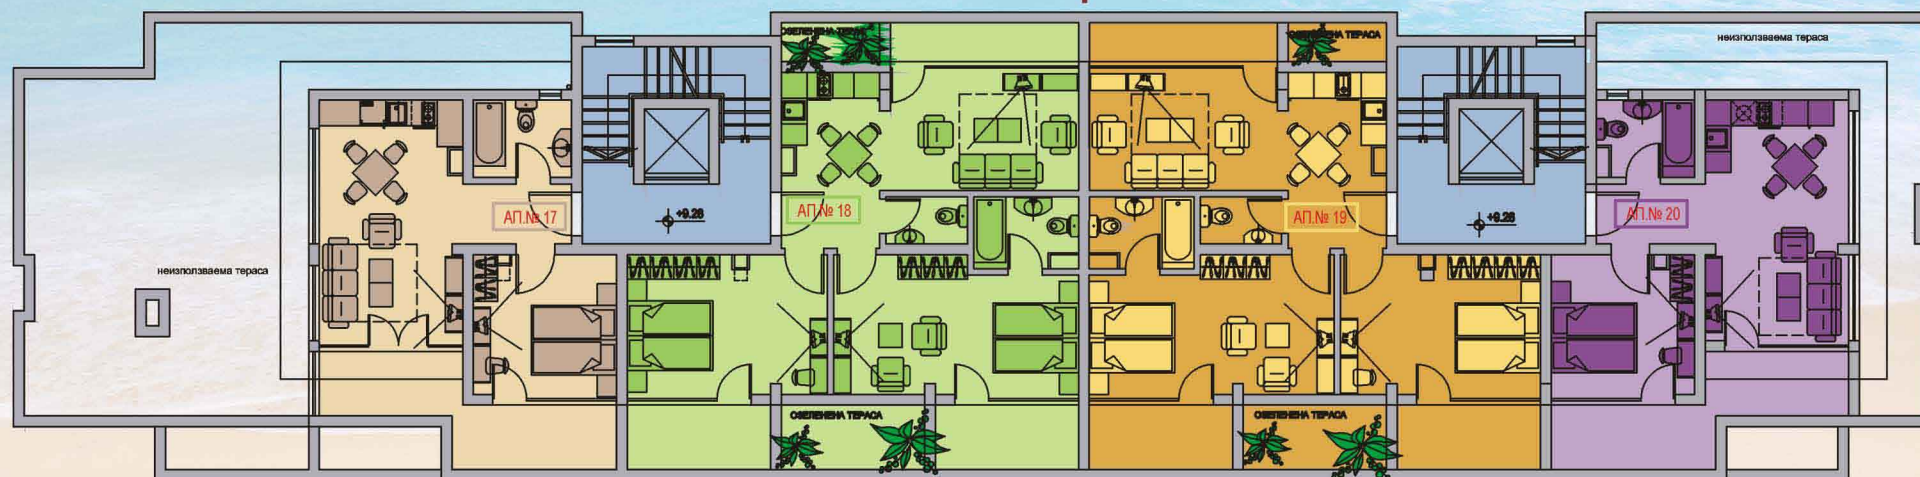 ОЗЕЛЕНЕНА ТЕРАСА
ОЗЕЛЕНЕНА ТЕРАСА
неизползваема тераса
АП.№ 17
+9.26
АП.№ 18
АП.№ 19
+9.26
АП.№ 20
неизползваема тераса
ОЗЕЛЕНЕНА ТЕРАСА
ОЗЕЛЕНЕНА ТЕРАСА